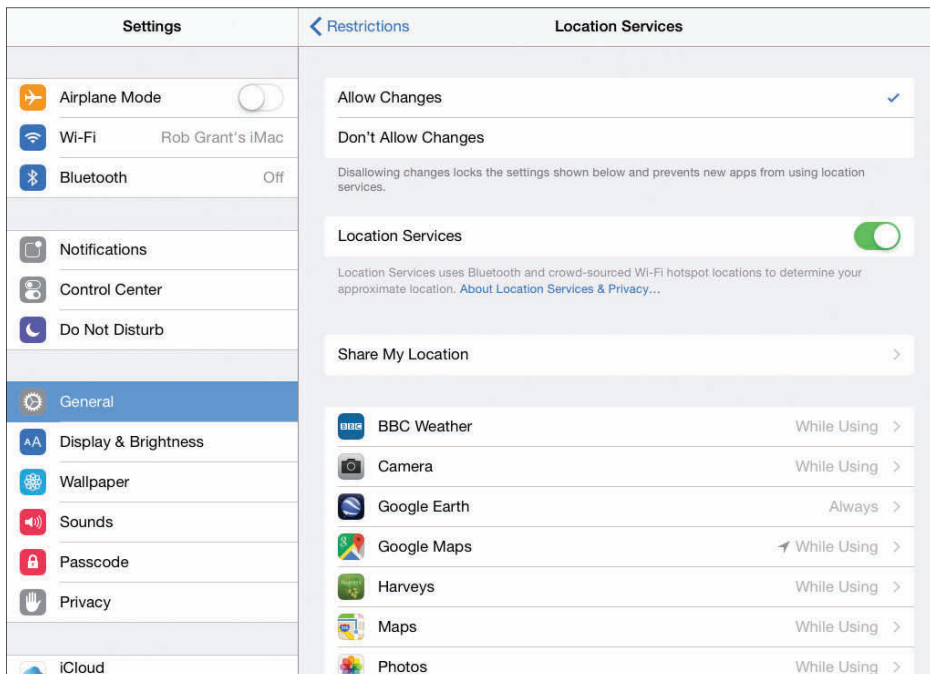 Settings
Airplane Mode
Wi-Fi Rob Grant's iMac
Bluetooth Off
Notifications
Control Center
Do Not Disturb
General
AA Display & Brightness
Wallpaper
Sounds
Passcode
Privacy
iCloud
Restrictions Location Services
Allow Changes
Don't Allow Changes
Disallowing changes locks the settings shown below and prevents new apps from using location
services.
Location Services
Location Services uses Bluetooth and crowd-sourced Wi-Fi hotspot locations to determine your
approximate location. About Location Services & Privacy...
Share My Location
BBC BBC Weather While Using
Camera While Using
Google Earth Always
Google Maps While Using
Harveys While Using
Maps While Using
Photos While Using